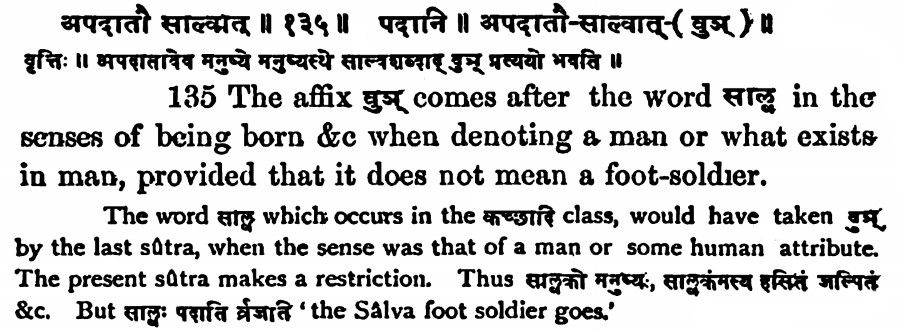 अपदातौ साल्वात् ॥ १३५ ॥ पदानि ॥ अपदातौ-साल्वात्-( वुञ् ) ॥
वृत्तिः ॥ अपदातावेव मनुष्ये मनुष्यस्थे साल्वशब्दाद् वुञ् प्रत्ययो भवति ॥
135 The affix वुञ् comes after the word साल्व in the
senses of being born &c when denoting a man or what exists
in man, provided that it does not mean a foot-soldier.
The word साल्व which occurs in the कच्छादि class, would have taken वुञ्
by the last sûtra, when the sense was that of a man or some human attribute.
The present sûtra makes a restriction. Thus साल्वको मनुष्यः, साल्वकंमस्य हसितं जल्पितं
&c. But साल्वः पदाति र्व्रजाति 'the Sâlva foot soldier goes.'